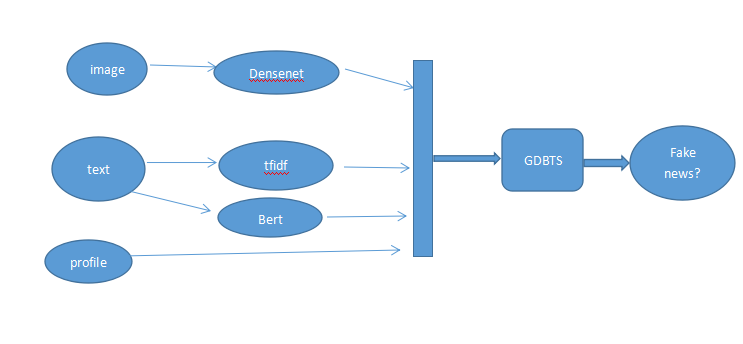 image
Densenet
text
tfidf
Bert
profile
GDBTS
Fake
news?